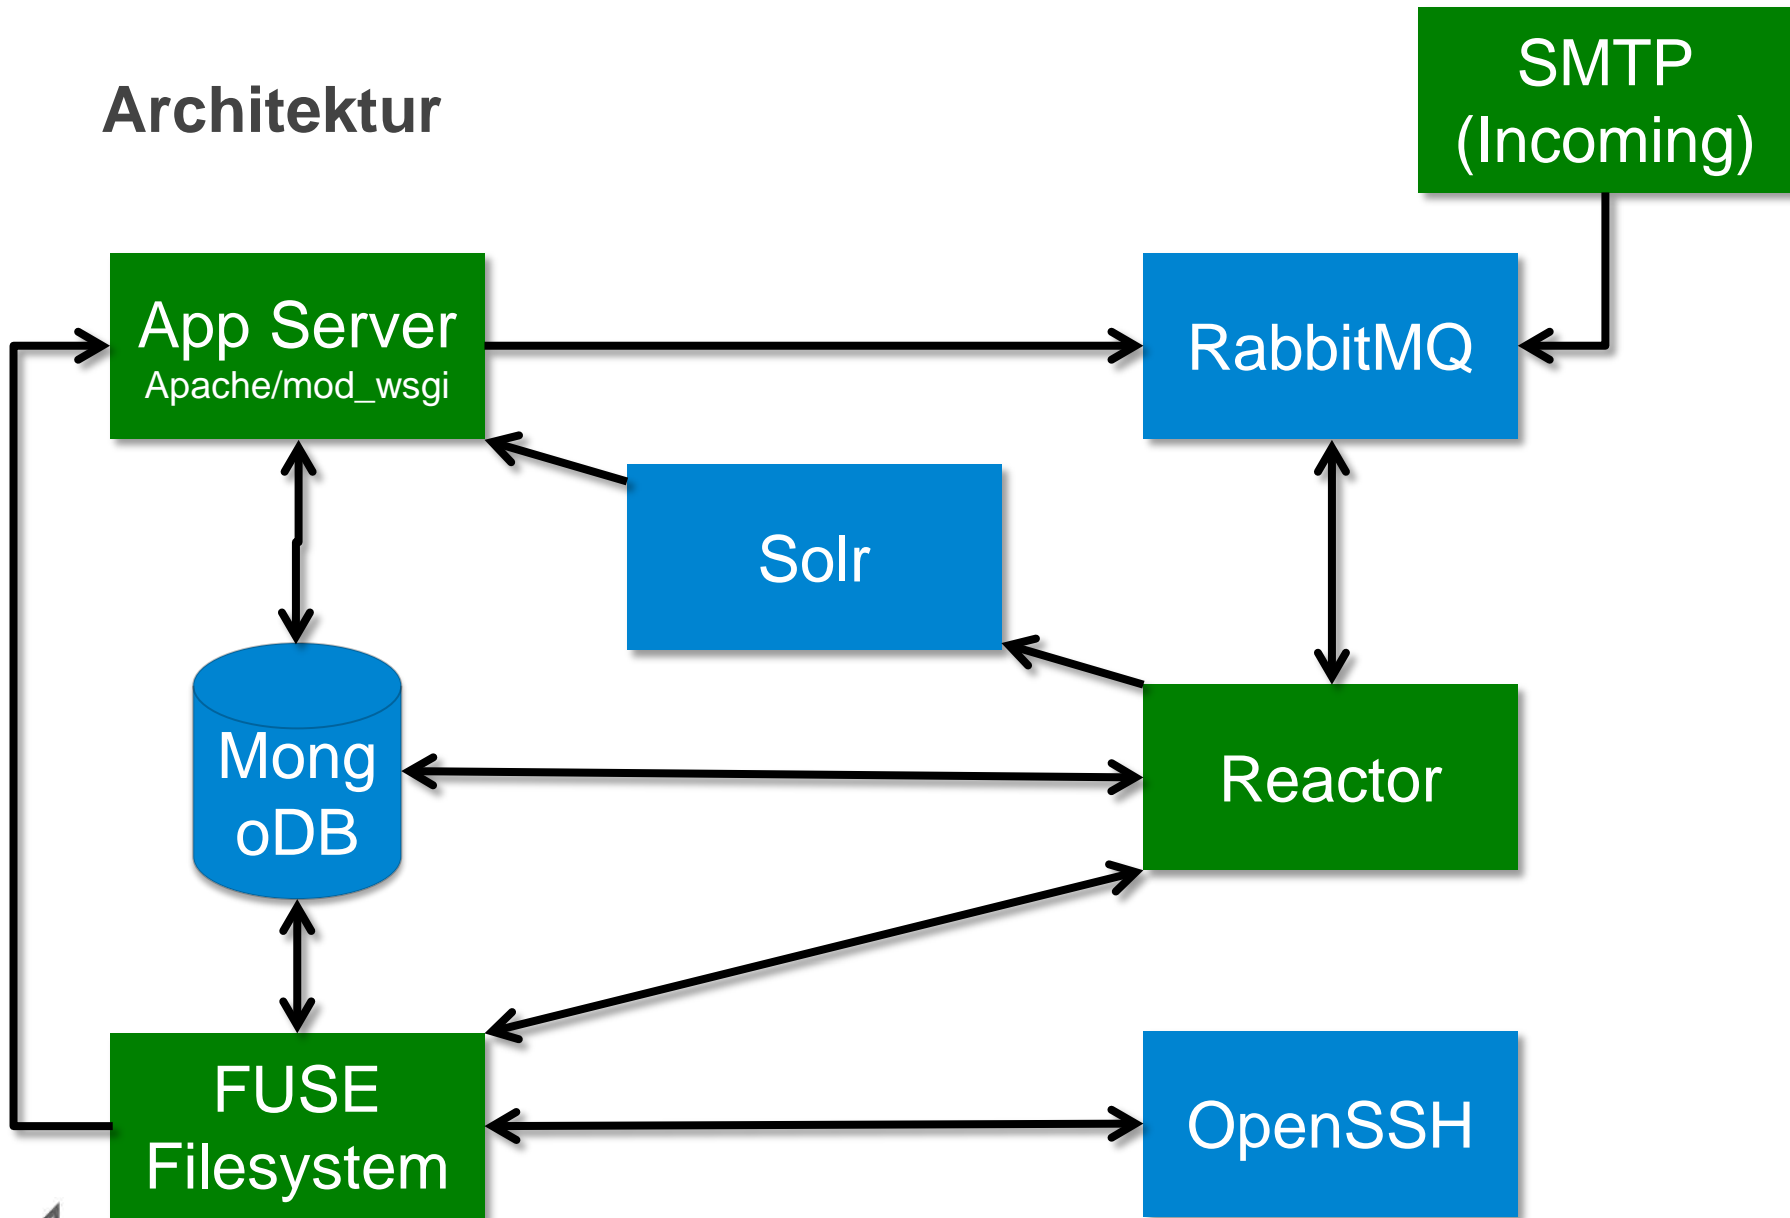 Architektur
SMTP
(Incoming)
App Server
Apache/mod_wsgi
RabbitMQ
Solr
Mong
oDB
Reactor
FUSE
Filesystem
OpenSSH